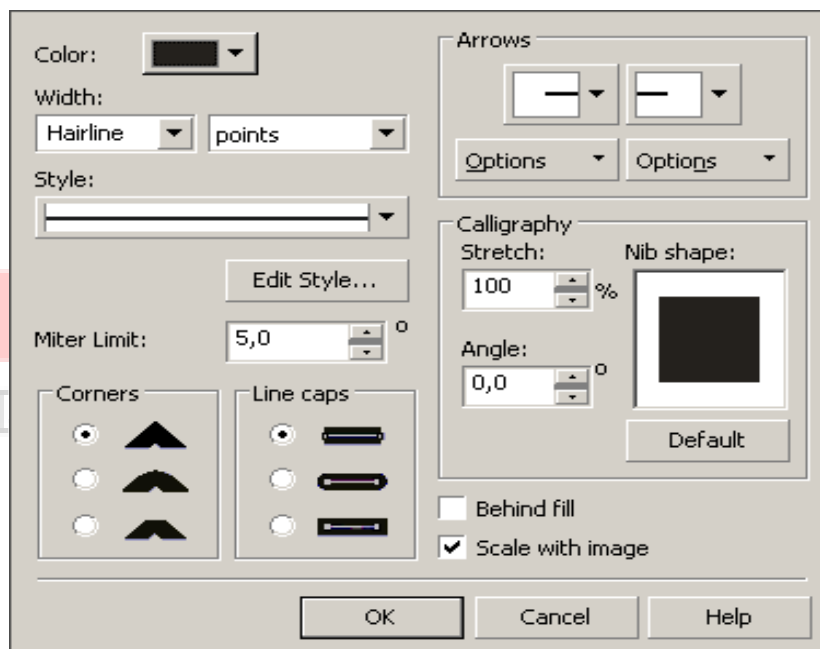 Color:
Width:
Hairline
points
Style:
Edit Style...
Miter Limit:
5,0
o
Corners
Line caps
Arrows
Options
Options
Calligraphy
Stretch:
100
%
Angle:
0,0
o
Nib shape:
Default
Behind fill
Scale with image
OK
Cancel
Help